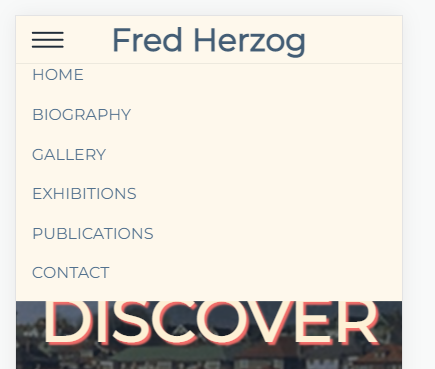 Fred Herzog
HOME
BIOGRAPHY
GALLERY
EXHIBITIONS
PUBLICATIONS
CONTACT
DISCOVER